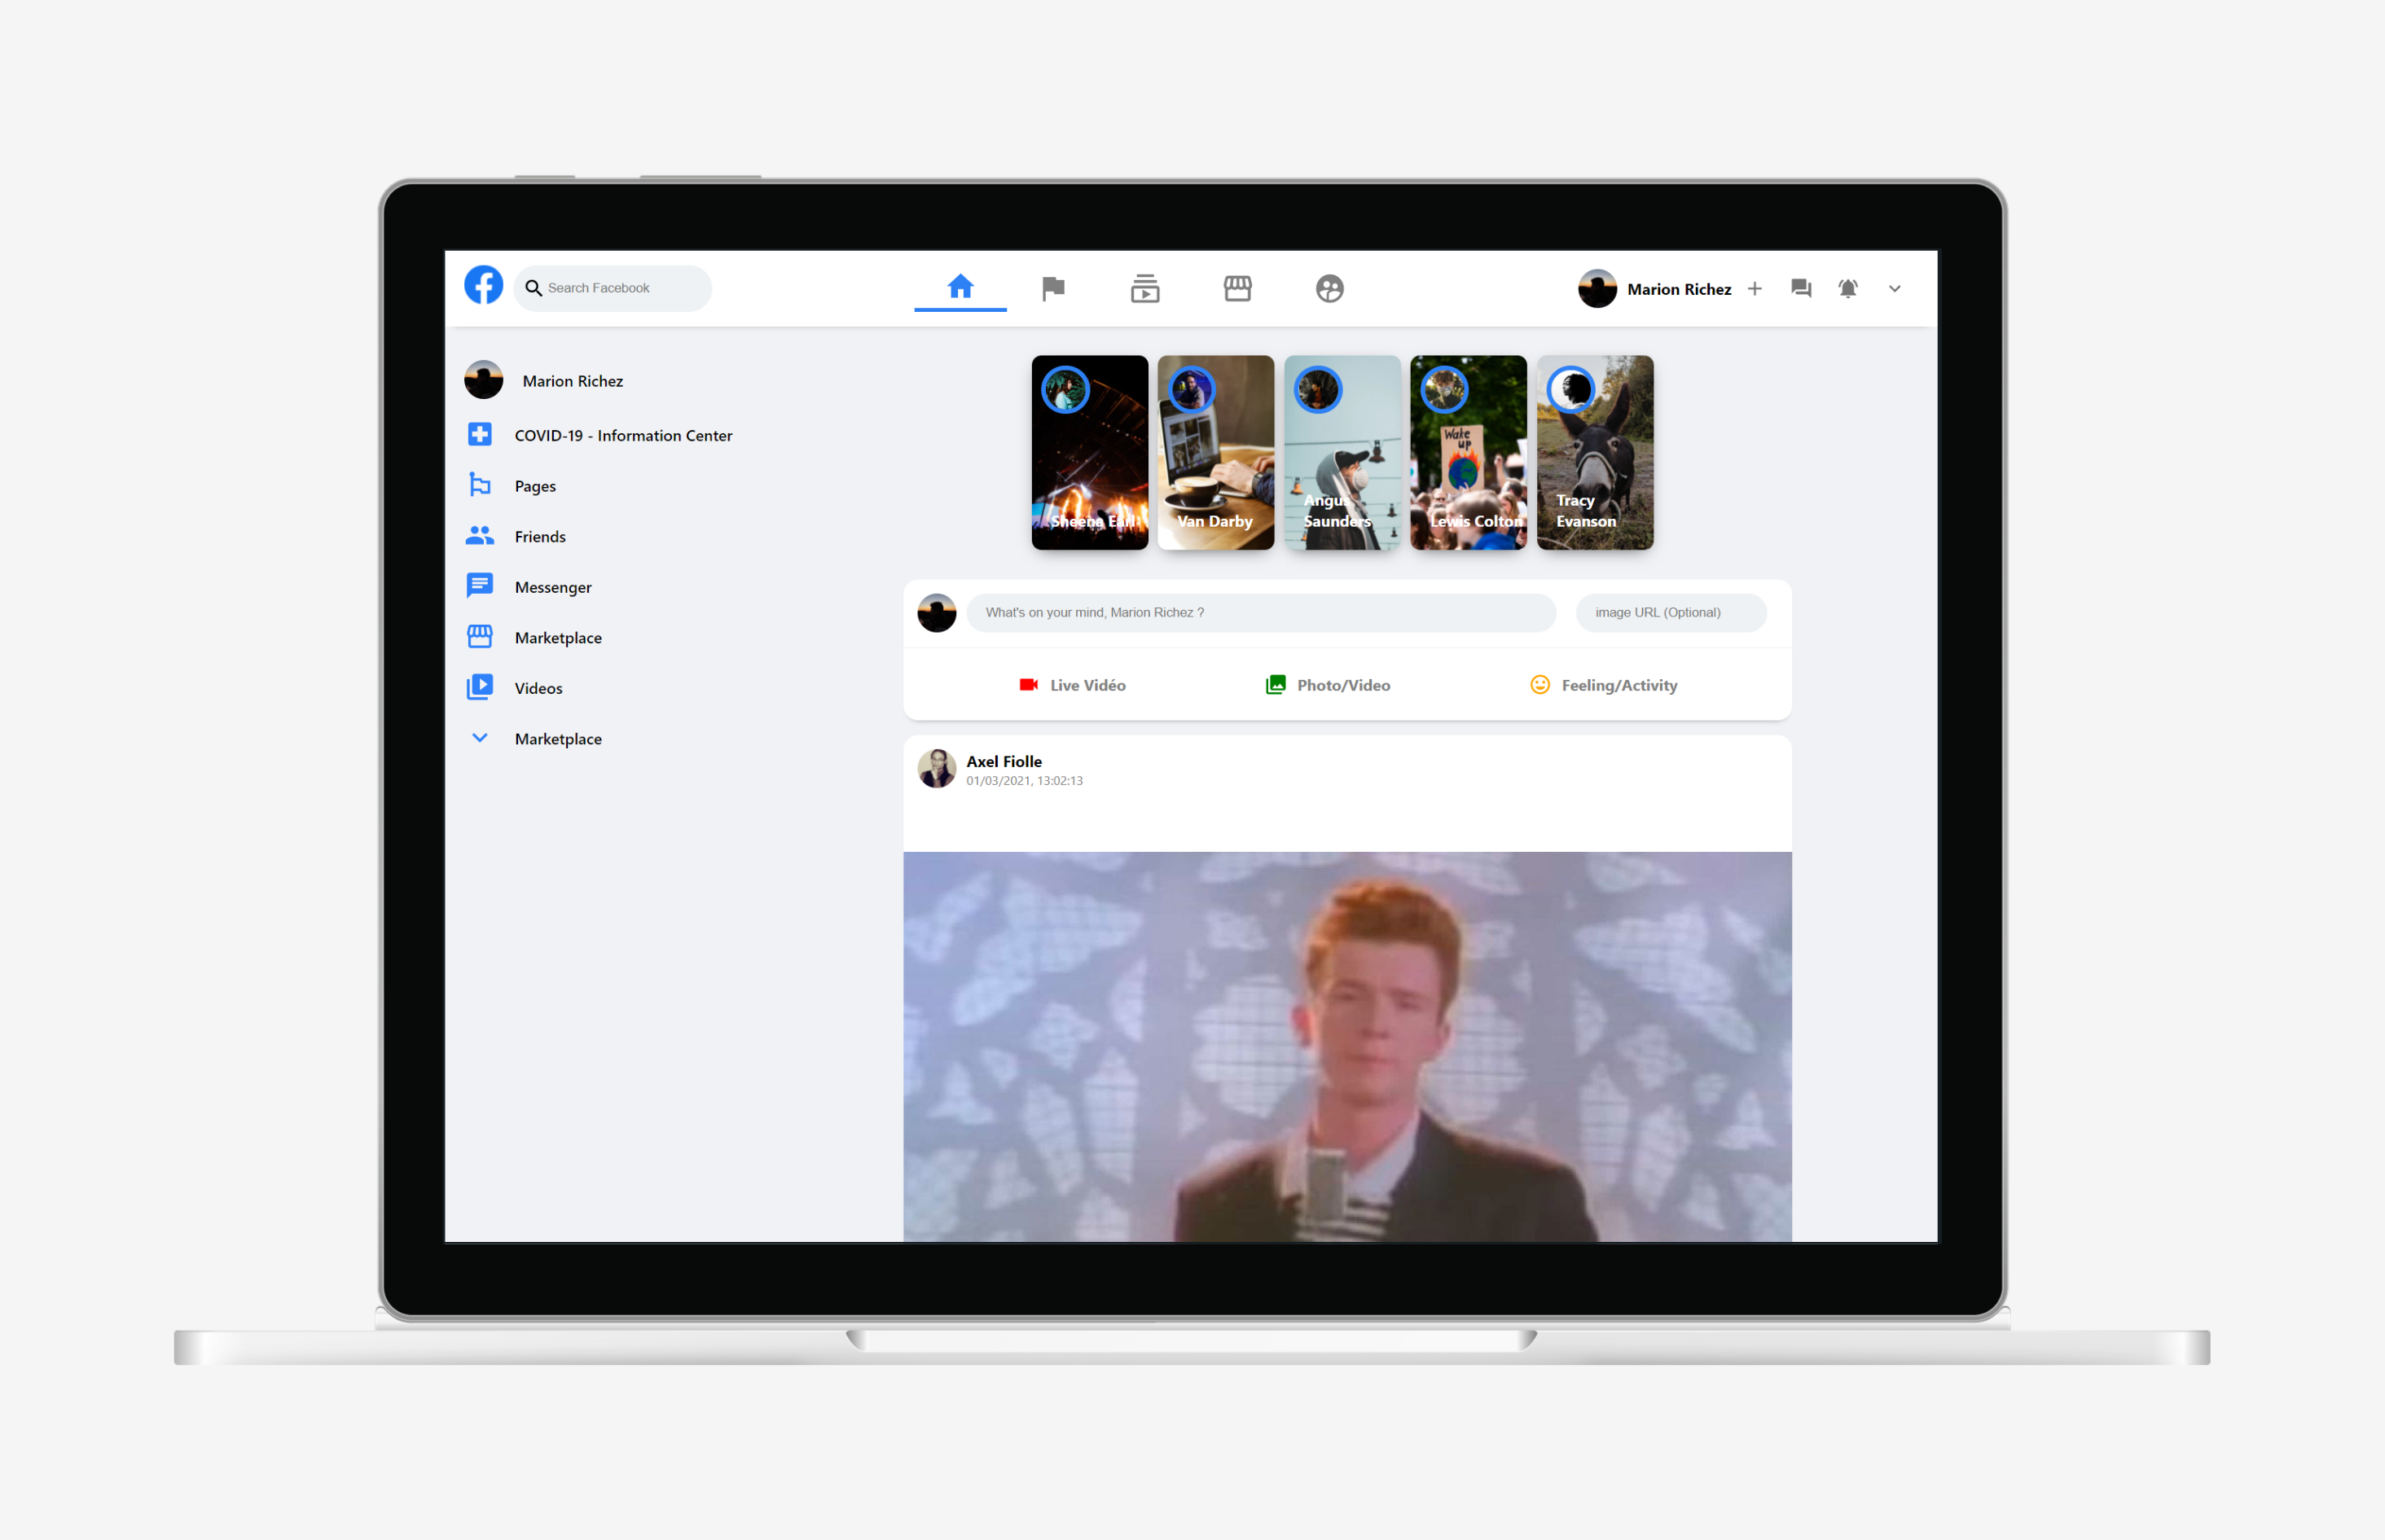 Search Facebook
Marion Richez
Marion Richez
COVID-19 - Information Center
Pages
Friends
Messenger
Marketplace
Videos
Marketplace
Sheena Earl
Van Darby
Angus
Saunders
Wake
up
Lewis Colton
Tracy
Evanson
What's on your mind, Marion Richez ?
image URL (Optional)
Live Vidéo
Photo/Video
Feeling/Activity
Axel Fiolle
01/03/2021, 13:02:13